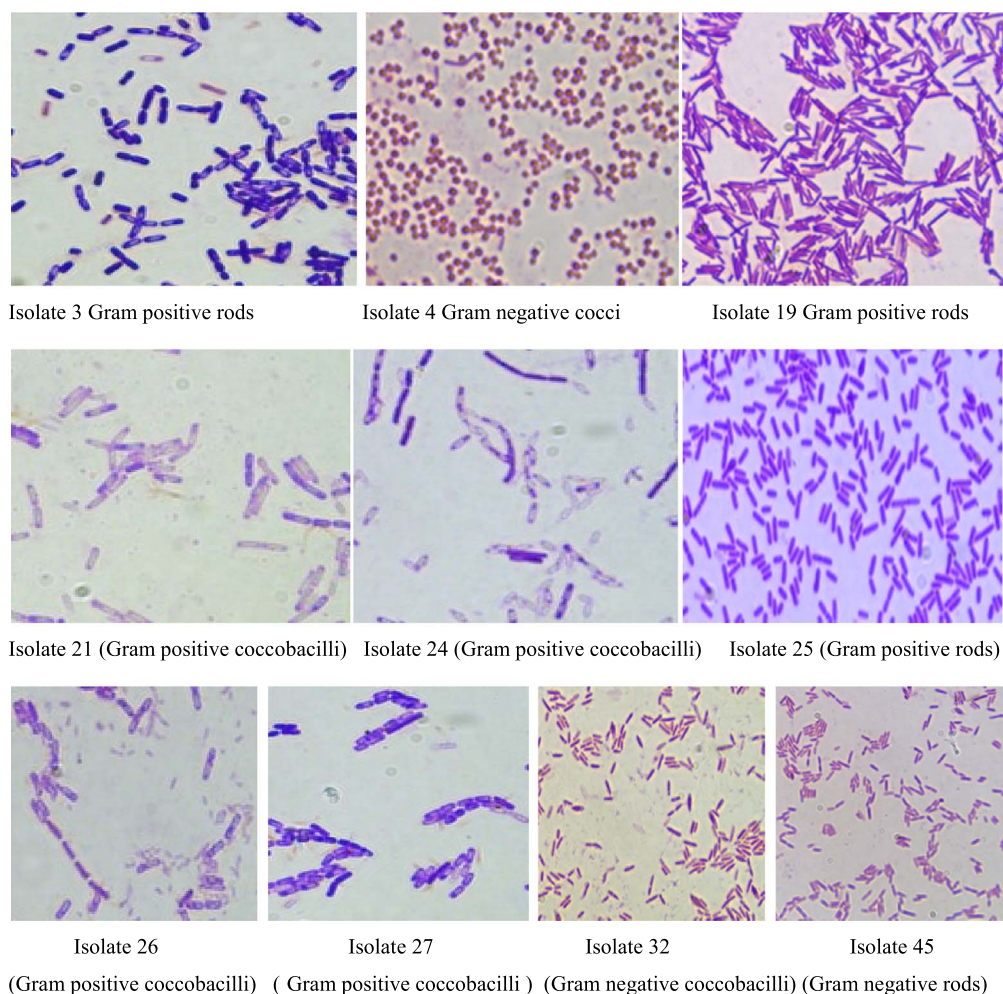 Isolate 3 Gram positive rods
Isolate 4 Gram negative cocci
Isolate 19 Gram positive rods
Isolate 21 (Gram positive coccobacilli)
Isolate 24 (Gram positive coccobacilli)
Isolate 25 (Gram positive rods)
Isolate 26
(Gram positive coccobacilli)
Isolate 27
( Gram positive coccobacilli )
Isolate 32
(Gram negative coccobacilli)
Isolate 45
(Gram negative rods)